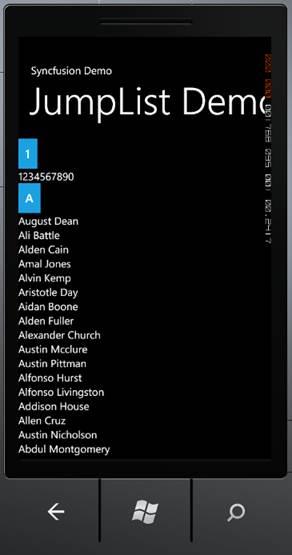 Syncfusion Demo
JumpList Demo
1
1234567890
A
August Dean
Ali Battle
Alden Cain
Amal Jones
Alvin Kemp
Aristotle Day
Aidan Boone
Alden Fuller
Alexander Church
Austin Mcclure
Austin Pittman
Alfonso Hurst
Alfonso Livingston
Addison House
Allen Cruz
Austin Nicholson
Abdul Montgomery